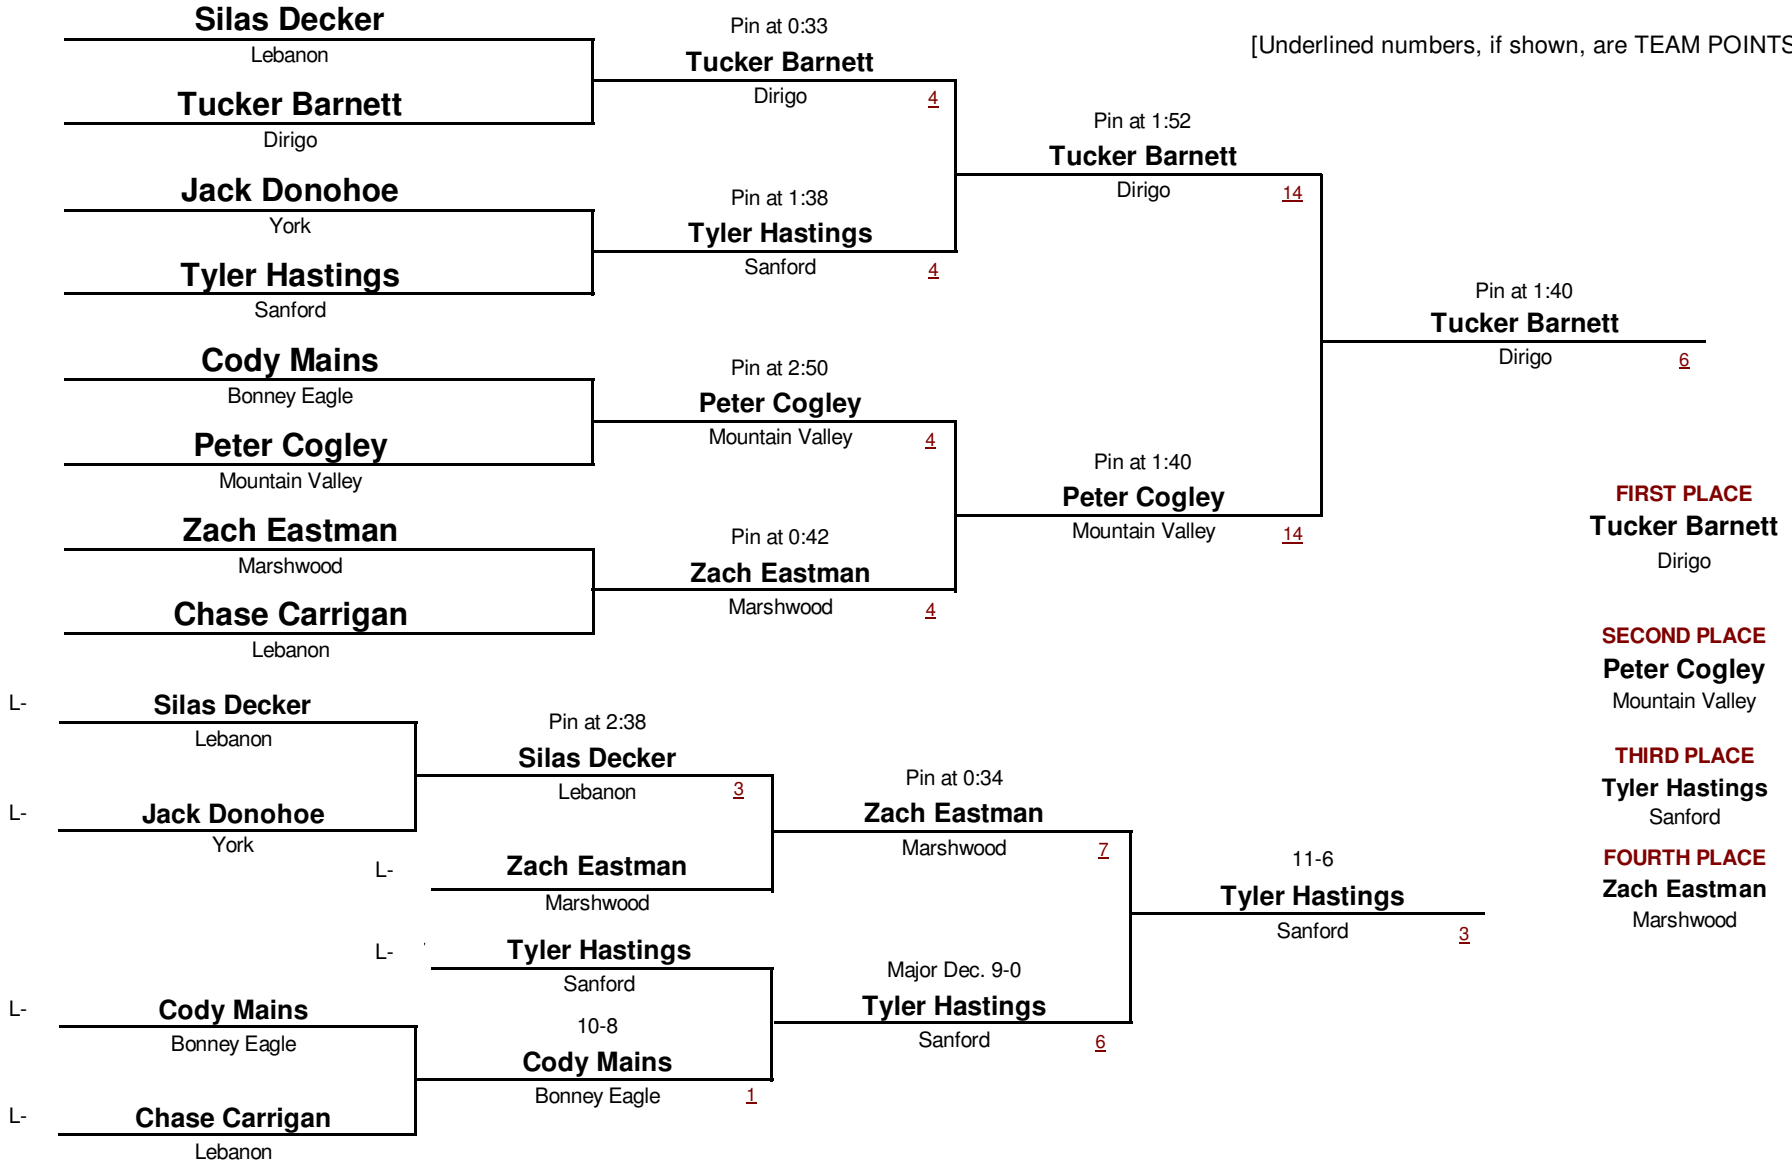 Silas Decker
Lebanon
Tucker Barnett
Dirigo
Jack Donohoe
York
Tyler Hastings
Sanford
Cody Mains
Bonney Eagle
Peter Cogley
Mountain Valley
Zach Eastman
Marshwood
Chase Carrigan
Lebanon
Pin at 0:33
Tucker Barnett
Dirigo 4
Pin at 1:38
Tyler Hastings
Sanford 4
Pin at 2:50
Peter Cogley
Mountain Valley 4
Pin at 0:42
Zach Eastman
Marshwood 4
[Underlined numbers, if shown, are TEAM POINTS
Pin at 1:52
Tucker Barnett
Dirigo 14
Pin at 1:40
Peter Cogley
Mountain Valley 14
Pin at 1:40
Tucker Barnett
Dirigo 6
FIRST PLACE
Tucker Barnett
Dirigo
SECOND PLACE
Peter Cogley
Mountain Valley
THIRD PLACE
Tyler Hastings
Sanford
FOURTH PLACE
Zach Eastman
Marshwood
L- Silas Decker
Lebanon
L- Jack Donohoe
York
L- Cody Mains
Bonney Eagle
L- Chase Carrigan
Lebanon
Pin at 2:38
Silas Decker
Lebanon 3
L- Zach Eastman
Marshwood
L- Tyler Hastings
Sanford
10-8
Cody Mains
Bonney Eagle 1
Pin at 0:34
Zach Eastman
Marshwood 7
Major Dec. 9-0
Tyler Hastings
Sanford 6
11-6
Tyler Hastings
Sanford 3